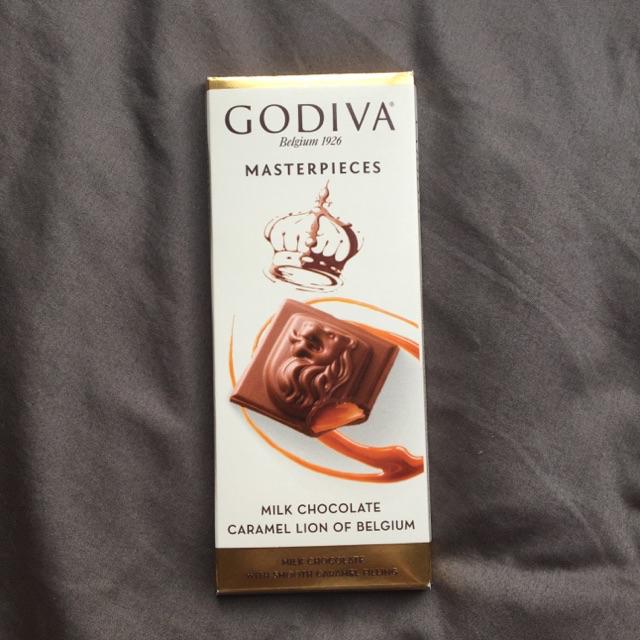 GODIVA®
Belgium 1926
MASTERPIECES
MILK CHOCOLATE
CARAMEL LION OF BELGIUM
MILK CHOCOLATE
WITH SMOOTH CARAMEL FILLING